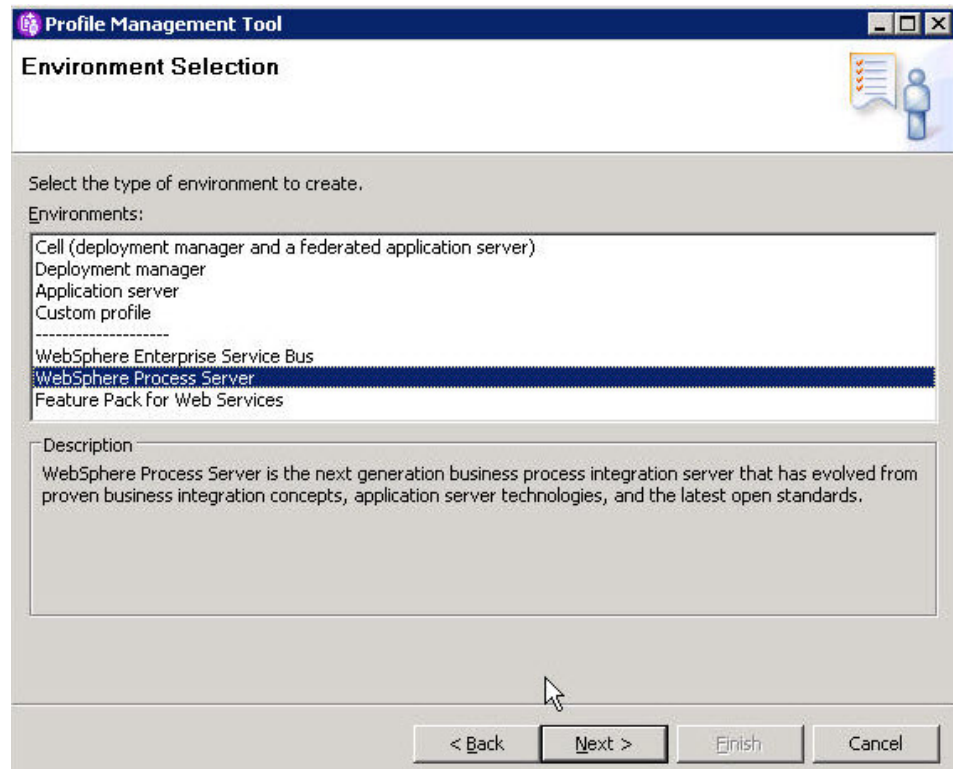 Profile Management Tool
Environment Selection
Select the type of environment to create.
Environments:
Cell (deployment manager and a federated application server)
Deployment manager
Application server
Custom profile
--------------------
WebSphere Enterprise Service Bus
WebSphere Process Server
Feature Pack for Web Services
Description
WebSphere Process Server is the next generation business process integration server that has evolved from
proven business integration concepts, application server technologies, and the latest open standards.
< Back Next > Finish Cancel